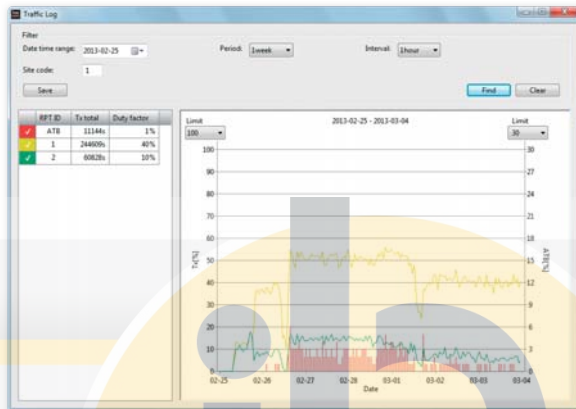 Traffic Log
Filter
Date time range: 2013-02-25 Period: 1week Interval: 1hour
Site code: 1
Save Find Clear
RPT ID Tx total Duty factor
ATB 11144s 1%
1 244609s 40%
2 60828s 10%
Limit 2013-02-25 - 2013-03-04 Limit
100 30
100 30
90 27
80 24
70 21
60 18
50 15
40 12
30 9
20 6
10 3
0 0
Tx[%]
ATB[%]
02-25 02-26 02-27 02-28 03-01 03-02 03-03 03-04
Date